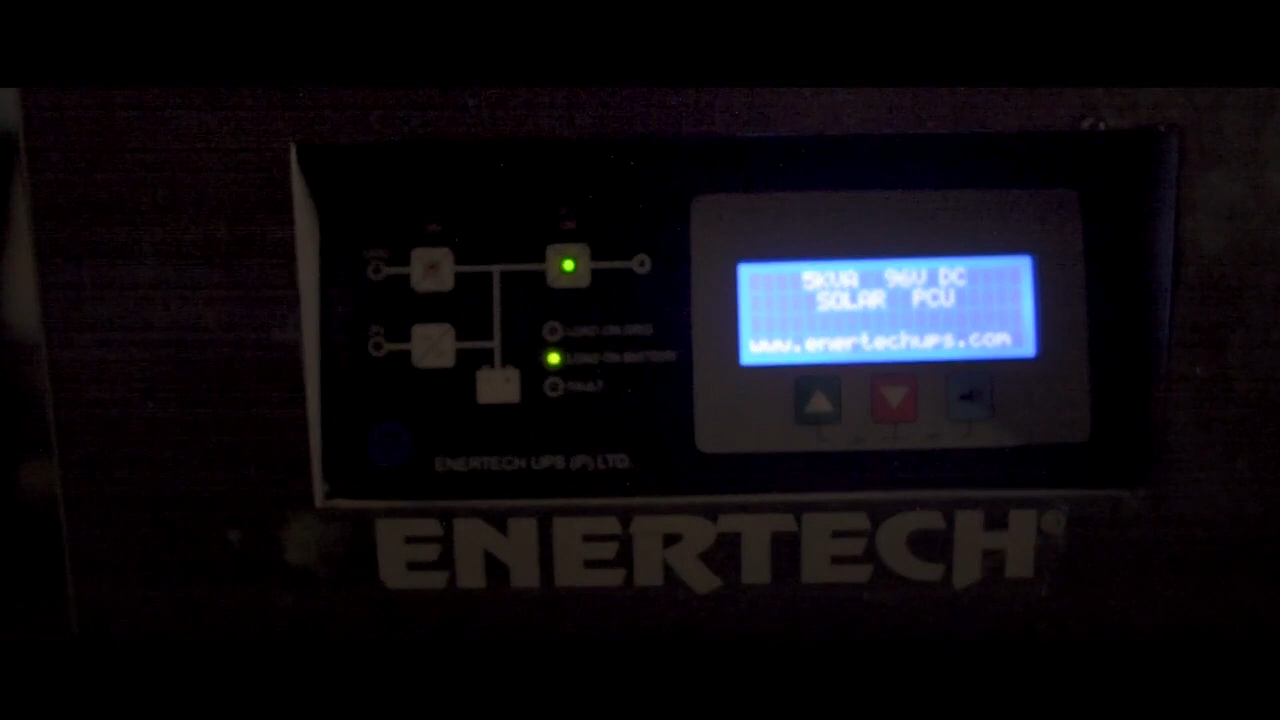 5KVA 96V DC
SOLAR PCU
www.enertechups.com
LOAD ON GRID
LOAD ON BATTERY
FAULT
ENERTECH UPS (P) LTD.
ENERTECH